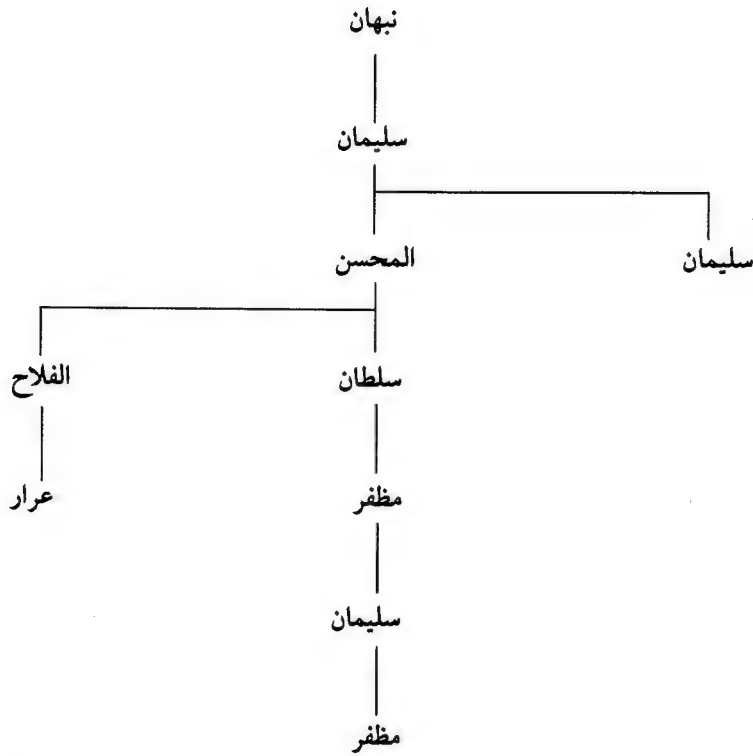 نبهان
سليمان
المحسن
سليمان
سلطان
الفلاح
مظفر
عرار
سليمان
مظفر